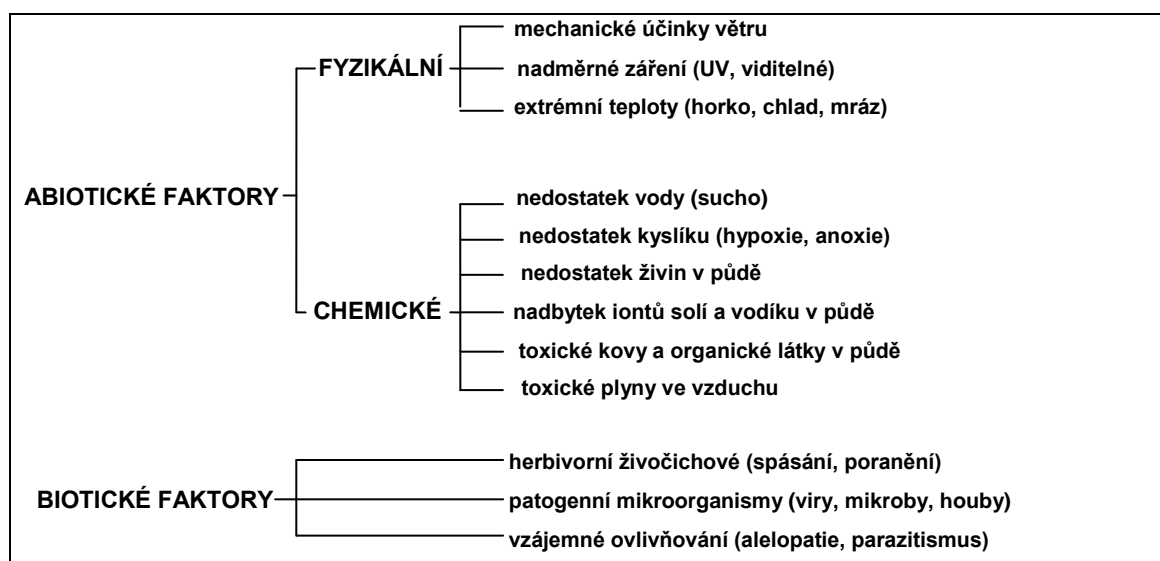 mechanické účinky větru
FYZIKÁLNÍ
nadměrné záření (UV, viditelné)
extrémní teploty (horko, chlad, mráz)
ABIOTICKÉ FAKTORY
nedostatek vody (sucho)
nedostatek kyslíku (hypoxie, anoxie)
nedostatek živin v půdě
CHEMICKÉ
nadbytek iontů solí a vodíku v půdě
toxické kovy a organické látky v půdě
toxické plyny ve vzduchu
herbivorní živočichové (spásání, poranění)
BIOTICKÉ FAKTORY
patogenní mikroorganismy (viry, mikroby, houby)
vzájemné ovlivňování (alelopatie, parazitismus)